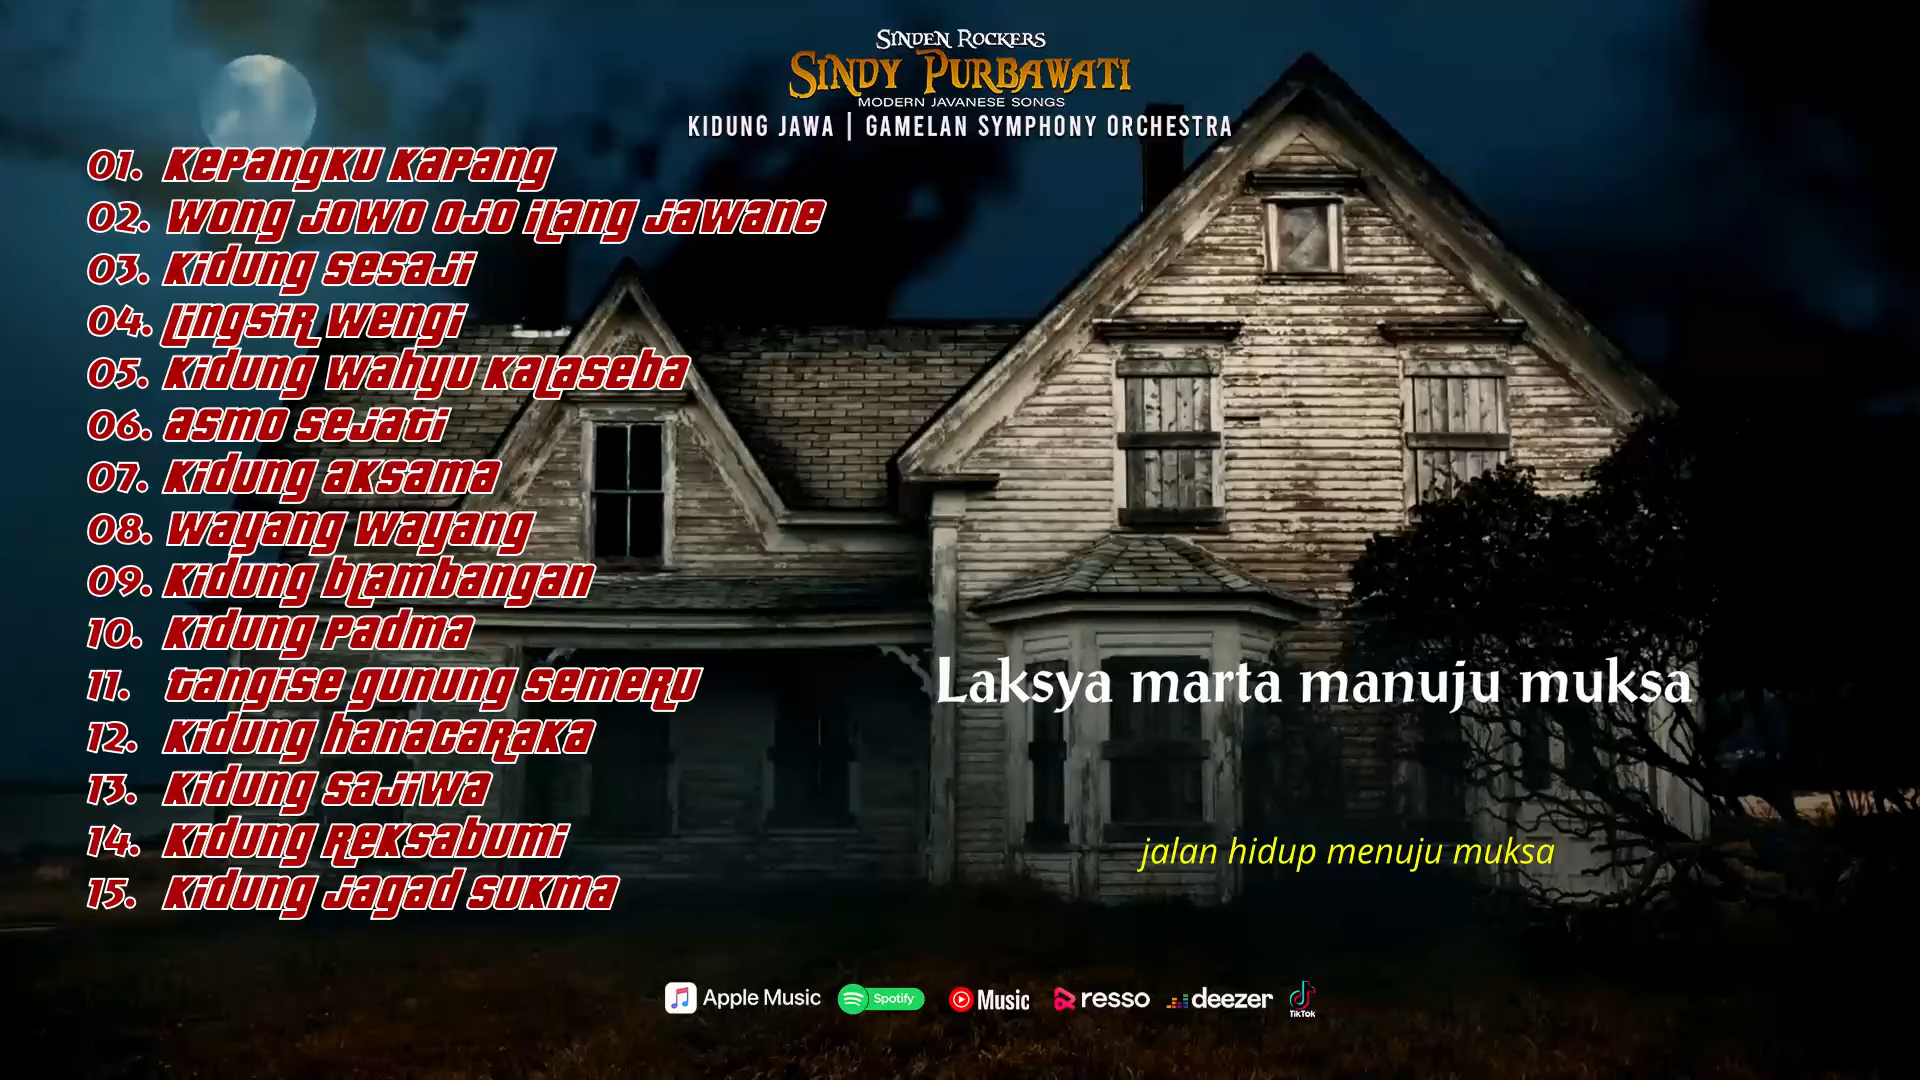 SINDEN ROCKERS
SINDY PURBAWATI
MODERN JAVANESE SONGS
KIDUNG JAWA | GAMELAN SYMPHONY ORCHESTRA
01. Kepangku Kapang
02. Wong Jowo Ojo Ilang Jawane
03. Kidung Sesaji
04. Lingsir Wengi
05. Kidung Wahyu Kalaseba
06. Asmo Sejati
07. Kidung Aksama
08. Wayang Wayang
09. Kidung Blambangan
10. Kidung Padma
11. Tangise Gunung Semeru
12. Kidung Hanacaraka
13. Kidung Sajiwa
14. Kidung Reksabumi
15. Kidung Jagad Sukma
Laksya marta manuju muksa
jalan hidup menuju muksa
Apple Music Spotify Music resso deezer TikTok